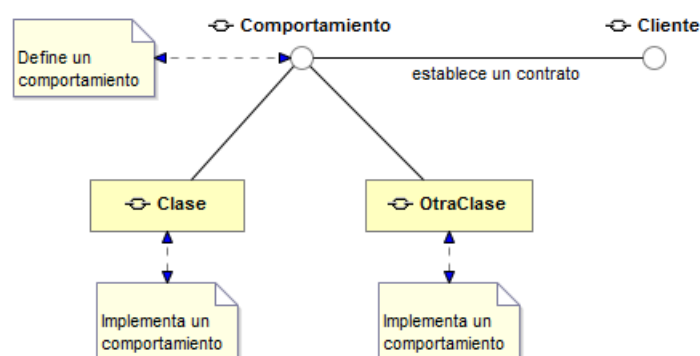 Comportamiento
Cliente
Define un
comportamiento
establece un contrato
Clase
OtraClase
Implementa un
comportamiento
Implementa un
comportamiento